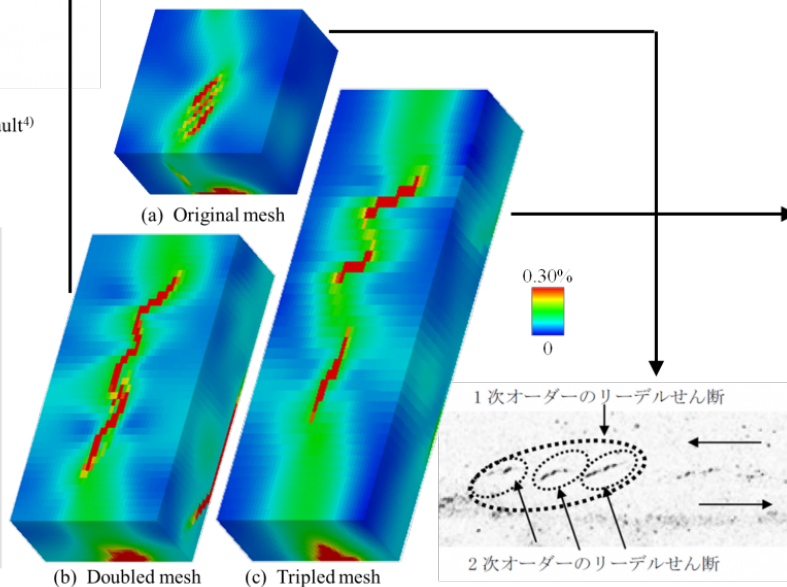 ault⁴⁾
(a) Original mesh
0.30%
0
1次オーダーのリーデルせん断
2次オーダーのリーデルせん断
(b) Doubled mesh
(c) Tripled mesh